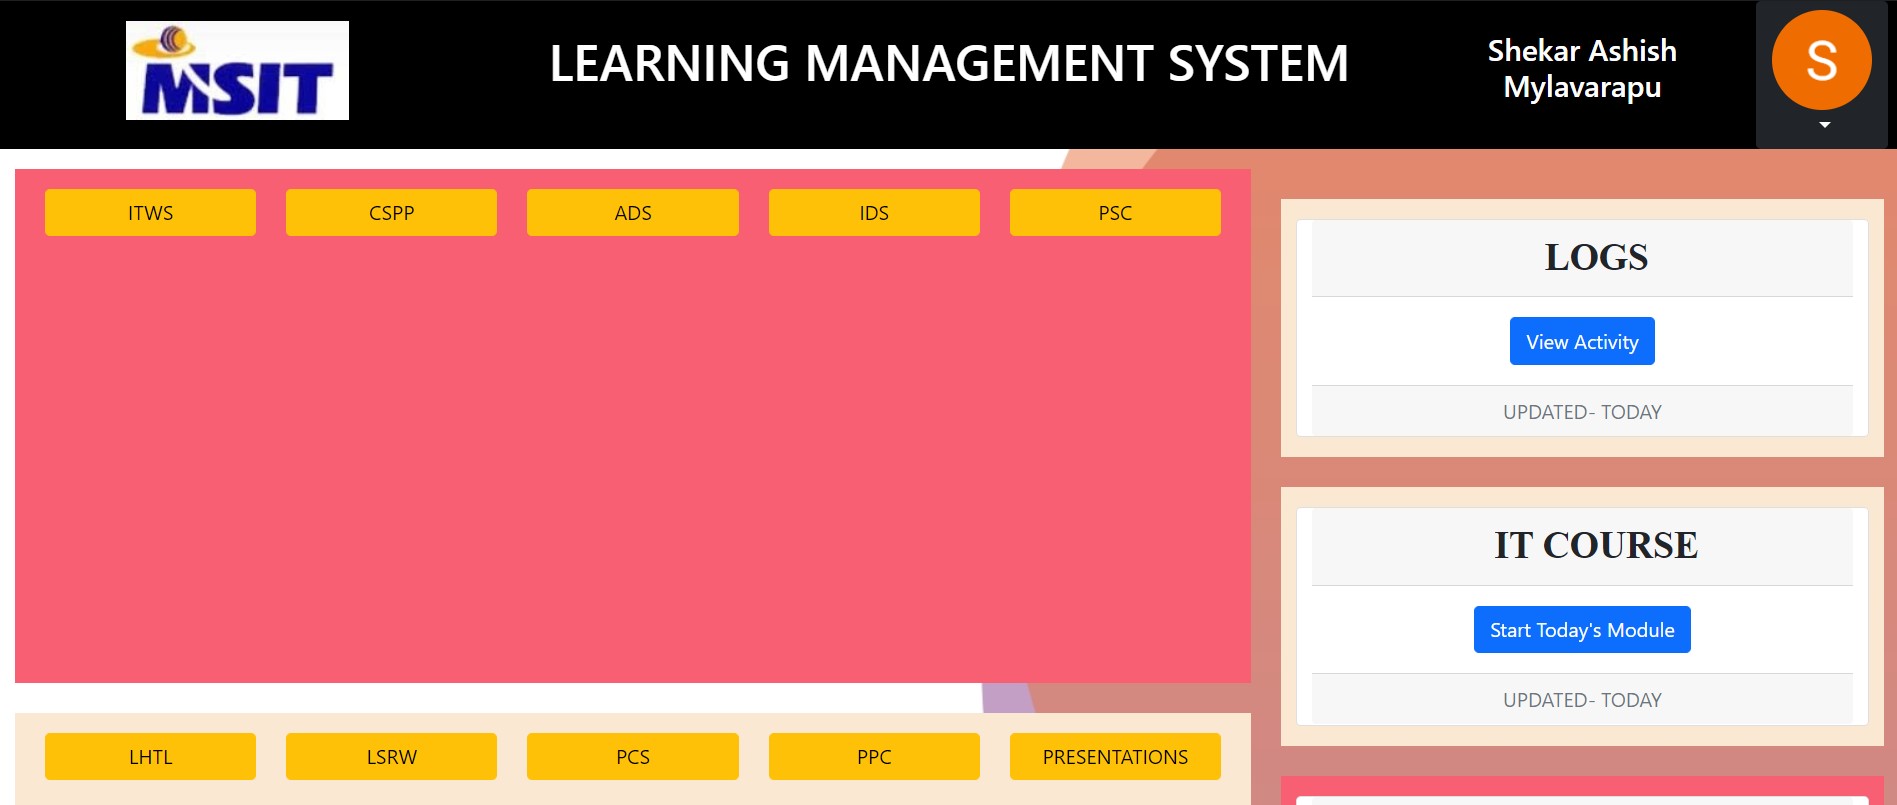 MSIT
LEARNING MANAGEMENT SYSTEM
Shekar Ashish
Mylavarapu
S
ITWS
CSPP
ADS
IDS
PSC
LOGS
View Activity
UPDATED- TODAY
IT COURSE
Start Today's Module
UPDATED- TODAY
LHTL
LSRW
PCS
PPC
PRESENTATIONS